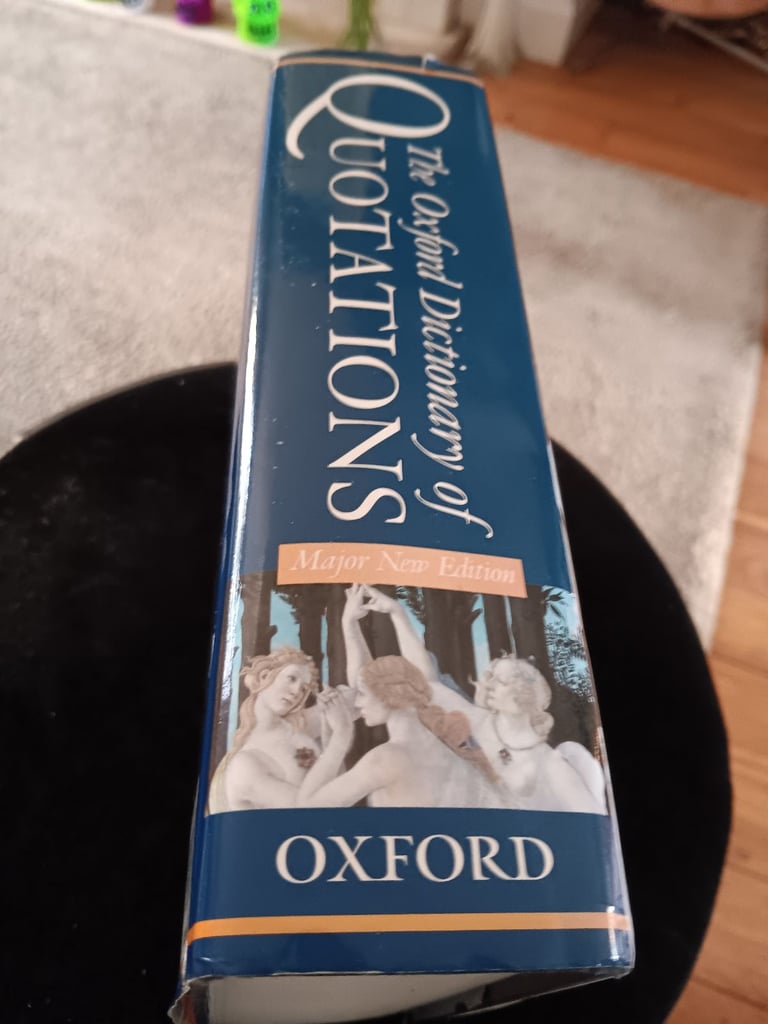 The Oxford Dictionary of
QUOTATIONS
Major New Edition
OXFORD